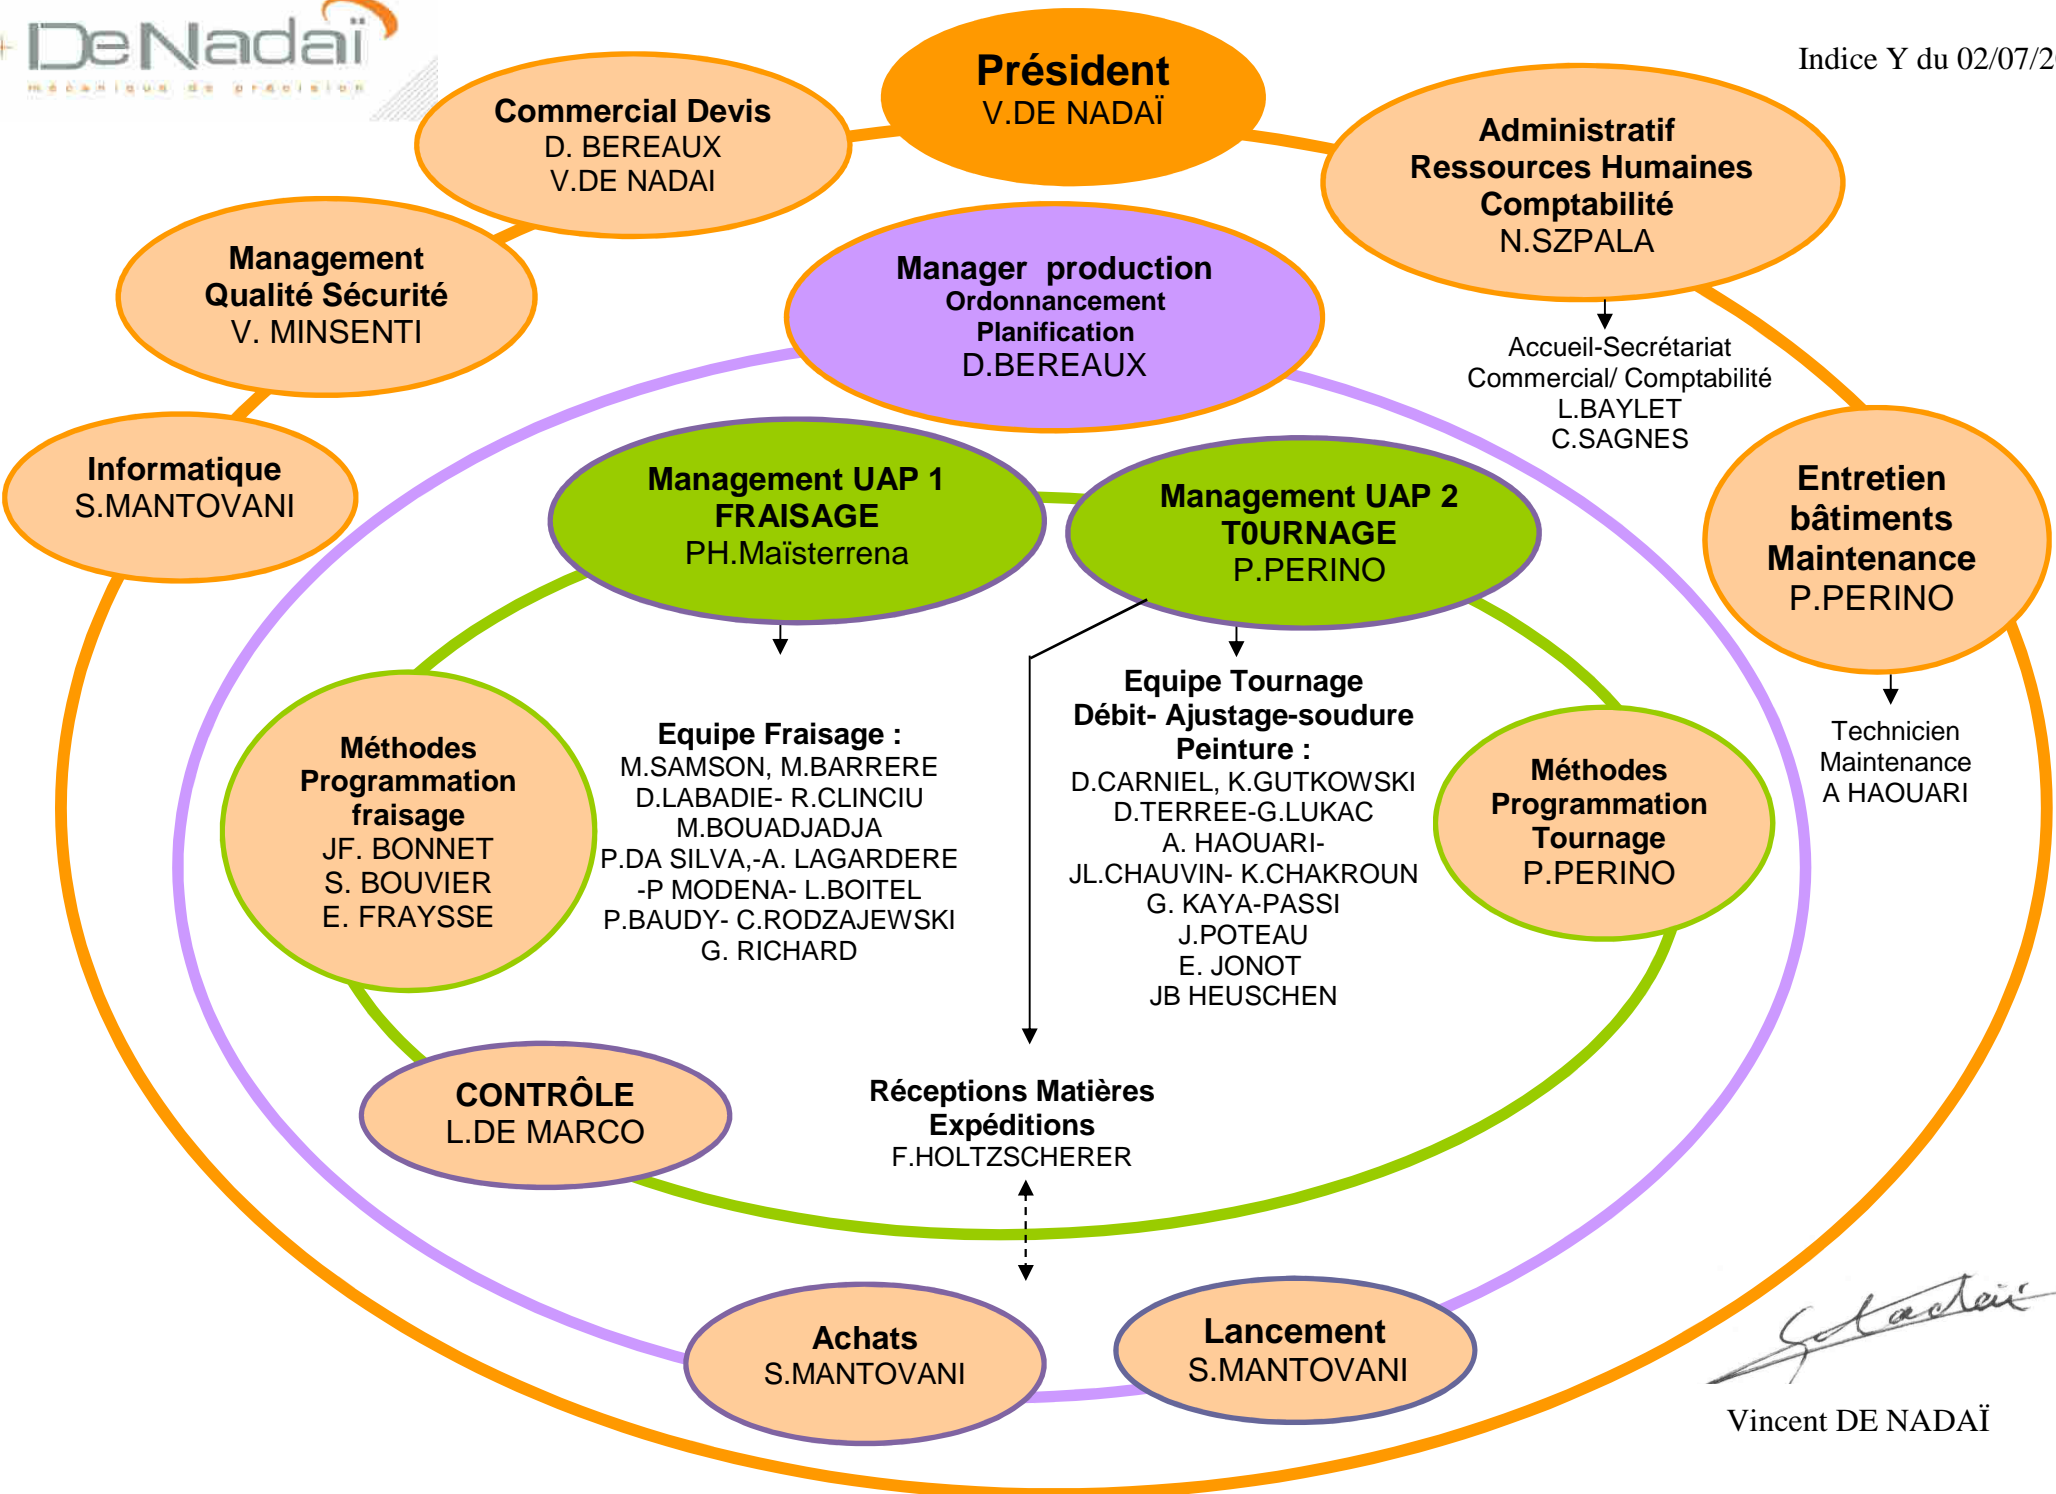 DeNadaï
mécanique de précision
Indice Y du 02/07/2
Président
V.DE NADAÏ
Commercial Devis
D. BEREAUX
V.DE NADAI
Administratif
Ressources Humaines
Comptabilité
N.SZPALA
Management
Qualité Sécurité
V. MINSENTI
Manager production
Ordonnancement
Planification
D.BEREAUX
Accueil-Secrétariat
Commercial/ Comptabilité
L.BAYLET
C.SAGNES
Informatique
S.MANTOVANI
Management UAP 1
FRAISAGE
PH.Maïsterrena
Management UAP 2
T0URNAGE
P.PERINO
Entretien
bâtiments
Maintenance
P.PERINO
Technicien
Maintenance
A HAOUARI
Méthodes
Programmation
fraisage
JF. BONNET
S. BOUVIER
E. FRAYSSE
Equipe Fraisage :
M.SAMSON, M.BARRERE
D.LABADIE- R.CLINCIU
M.BOUADJADJA
P.DA SILVA,-A. LAGARDERE
-P MODENA- L.BOITEL
P.BAUDY- C.RODZAJEWSKI
G. RICHARD
Equipe Tournage
Débit- Ajustage-soudure
Peinture :
D.CARNIEL, K.GUTKOWSKI
D.TERREE-G.LUKAC
A. HAOUARI-
JL.CHAUVIN- K.CHAKROUN
G. KAYA-PASSI
J.POTEAU
E. JONOT
JB HEUSCHEN
Méthodes
Programmation
Tournage
P.PERINO
CONTRÔLE
L.DE MARCO
Réceptions Matières
Expéditions
F.HOLTZSCHERER
Achats
S.MANTOVANI
Lancement
S.MANTOVANI
Vincent DE NADAÏ